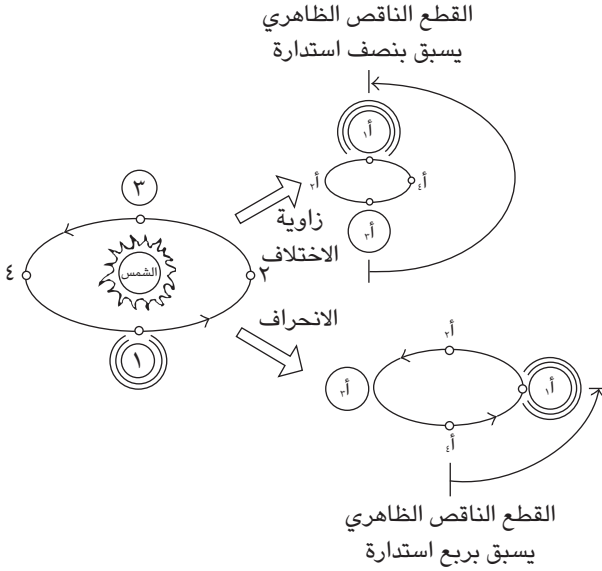 القطع الناقص الظاهري
يسبق بنصف استدارة
أ١
أ٢
أ٤
أ٣
زاوية
الاختلاف
٣
الشمس
٢
٤
١
الانحراف
أ٢
أ١
أ٣
أ٤
القطع الناقص الظاهري
يسبق بربع استدارة